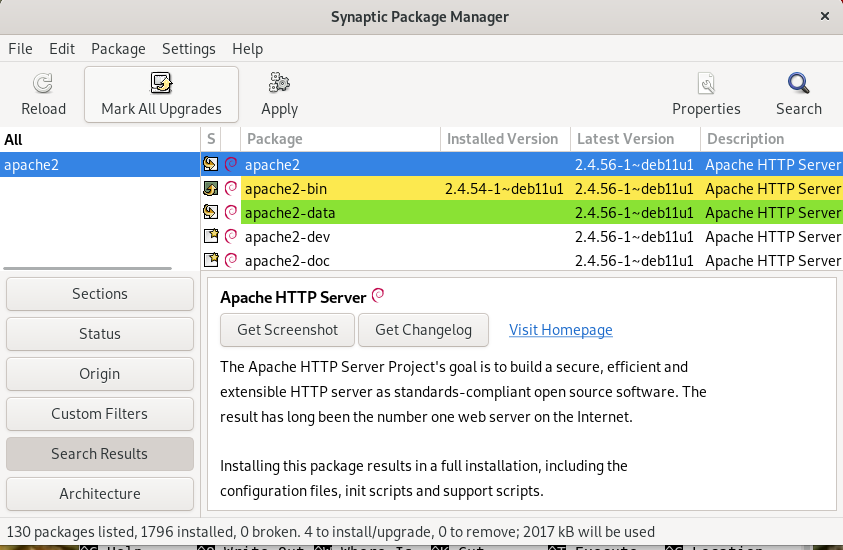 Synaptic Package Manager
File Edit Package Settings Help
Reload Mark All Upgrades Apply Properties Search
All S Package Installed Version Latest Version Description
apache2 apache2 2.4.56-1~deb11u1 Apache HTTP Server
apache2-bin 2.4.54-1~deb11u1 2.4.56-1~deb11u1 Apache HTTP Server
apache2-data 2.4.56-1~deb11u1 Apache HTTP Server
apache2-dev 2.4.56-1~deb11u1 Apache HTTP Server
apache2-doc 2.4.56-1~deb11u1 Apache HTTP Server
Sections
Status
Origin
Custom Filters
Search Results
Architecture
Apache HTTP Server
Get Screenshot Get Changelog Visit Homepage
The Apache HTTP Server Project's goal is to build a secure, efficient and
extensible HTTP server as standards-compliant open source software. The
result has long been the number one web server on the Internet.
Installing this package results in a full installation, including the
configuration files, init scripts and support scripts.
130 packages listed, 1796 installed, 0 broken. 4 to install/upgrade, 0 to remove; 2017 kB will be used